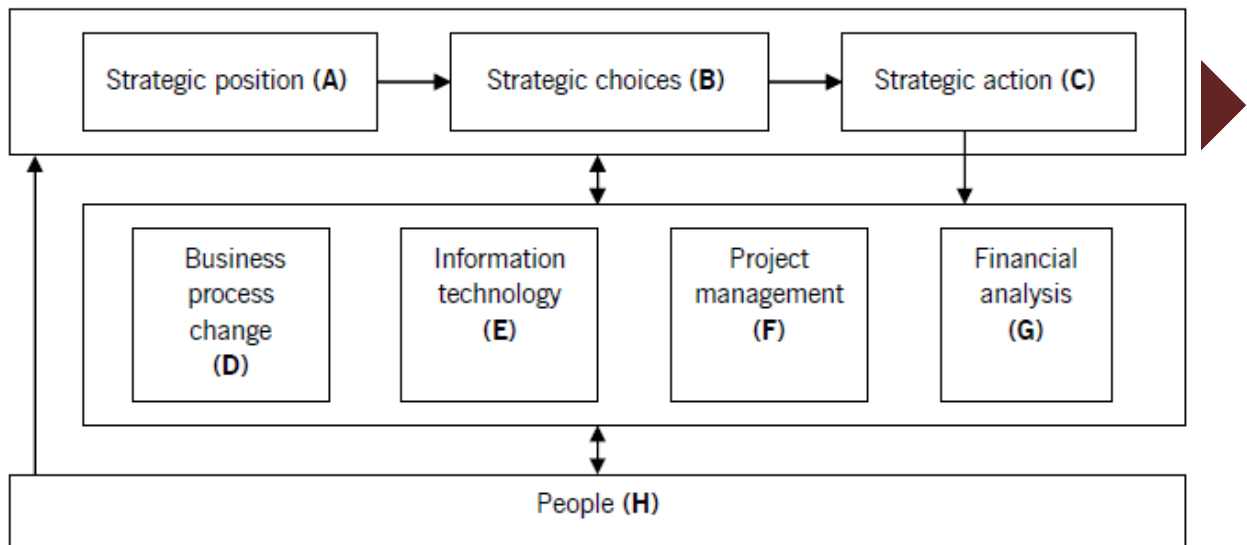 Strategic position (A)
Strategic choices (B)
Strategic action (C)
Business
process
change
(D)
Information
technology
(E)
Project
management
(F)
Financial
analysis
(G)
People (H)